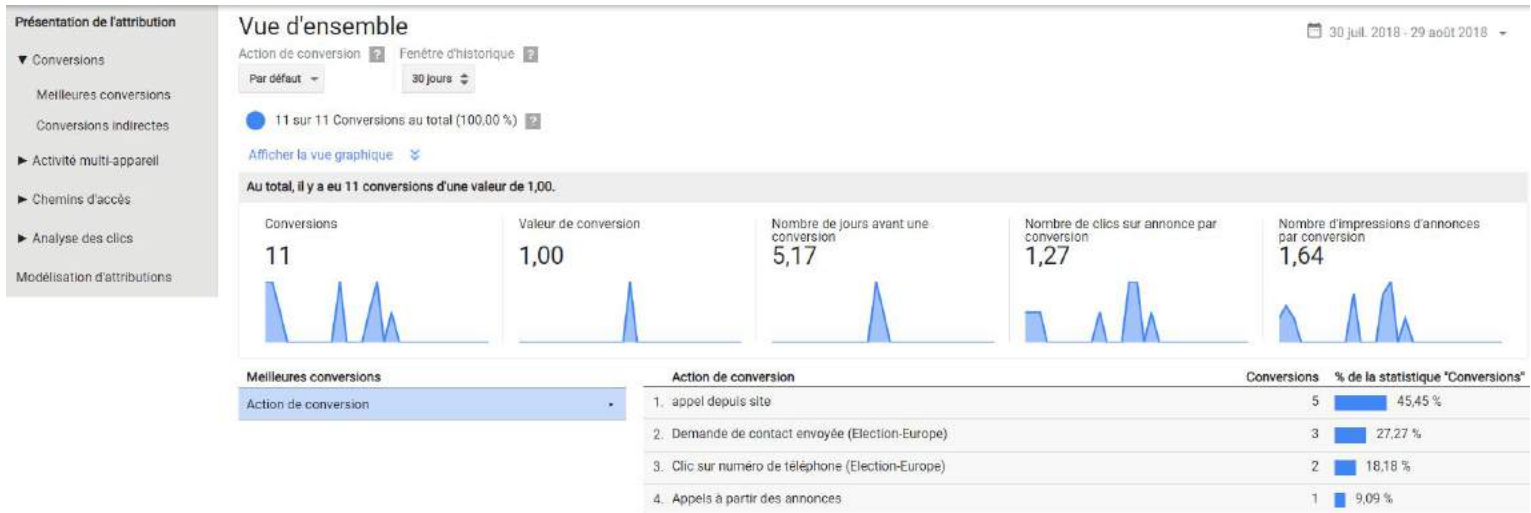 Présentation de l'attribution
▼ Conversions
Meilleures conversions
Conversions indirectes
► Activité multi-appareil
► Chemins d'accès
► Analyse des clics
Modélisation d'attributions
Vue d'ensemble
30 juil. 2018 - 29 août 2018
Action de conversion ? Fenêtre d'historique ?
Par défaut 30 jours
11 sur 11 Conversions au total (100,00 %) ?
Afficher la vue graphique
Au total, il y a eu 11 conversions d'une valeur de 1,00.
Conversions
11
Valeur de conversion
1,00
Nombre de jours avant une
conversion
5,17
Nombre de clics sur annonce par
conversion
1,27
Nombre d'impressions d'annonces
par conversion
1,64
Meilleures conversions
Action de conversion
Action de conversion Conversions % de la statistique "Conversions"
1. appel depuis site 5 45,45 %
2. Demande de contact envoyée (Election-Europe) 3 27,27 %
3. Clic sur numéro de téléphone (Election-Europe) 2 18,18 %
4. Appels à partir des annonces 1 9,09 %